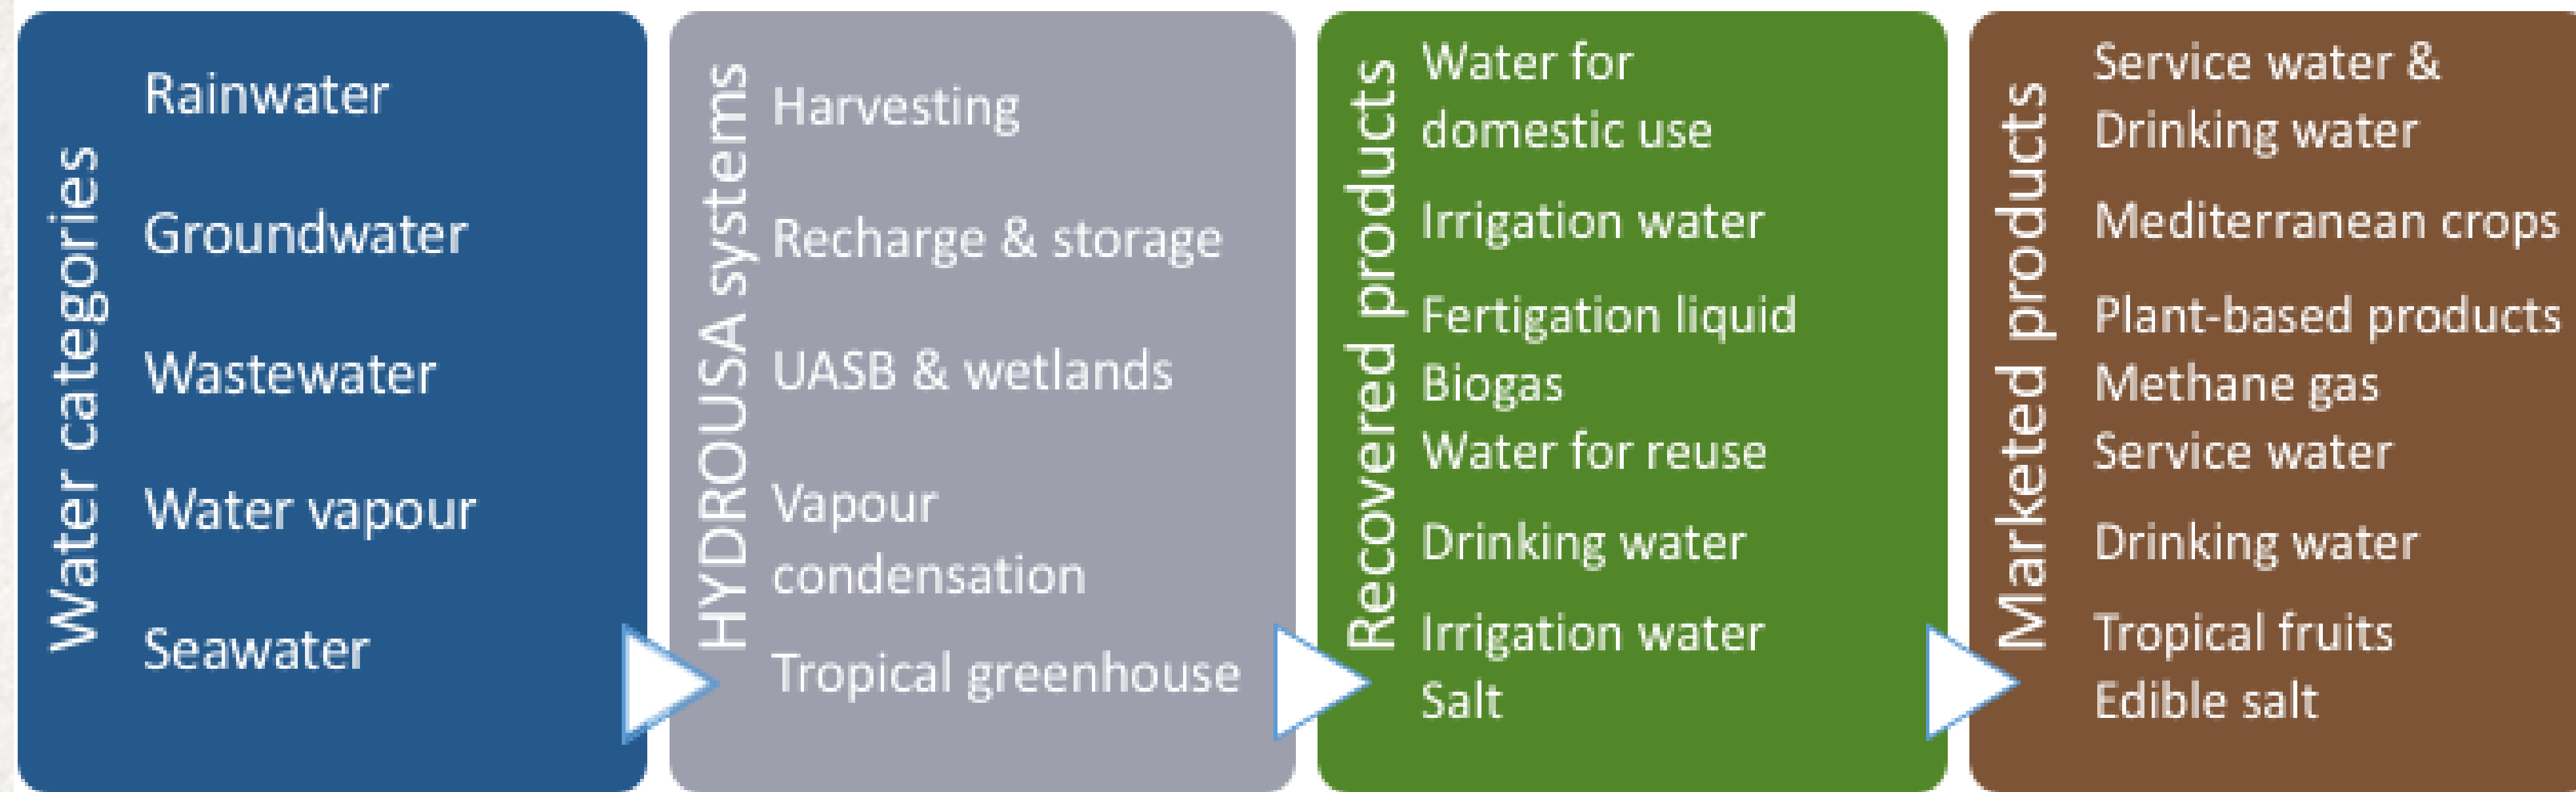 Water categories
Rainwater
Groundwater
Wastewater
Water vapour
Seawater
HYDROUSA systems
Harvesting
Recharge & storage
UASB & wetlands
Vapour
condensation
Tropical greenhouse
Recovered products
Water for
domestic use
Irrigation water
Fertigation liquid
Biogas
Water for reuse
Drinking water
Irrigation water
Salt
Marketed products
Service water &
Drinking water
Mediterranean crops
Plant-based products
Methane gas
Service water
Drinking water
Tropical fruits
Edible salt